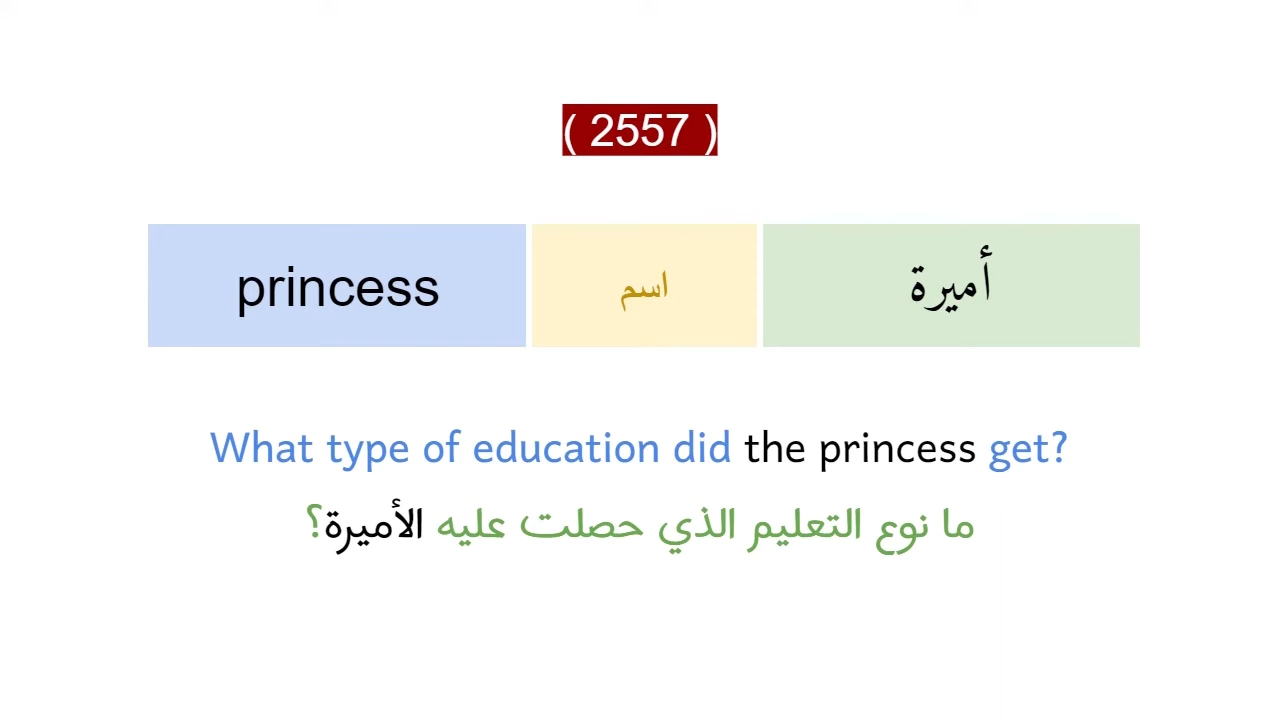 ( 2557 )
princess اسم أميرة
What type of education did the princess get?
ما نوع التعليم الذي حصلت عليه الأميرة؟